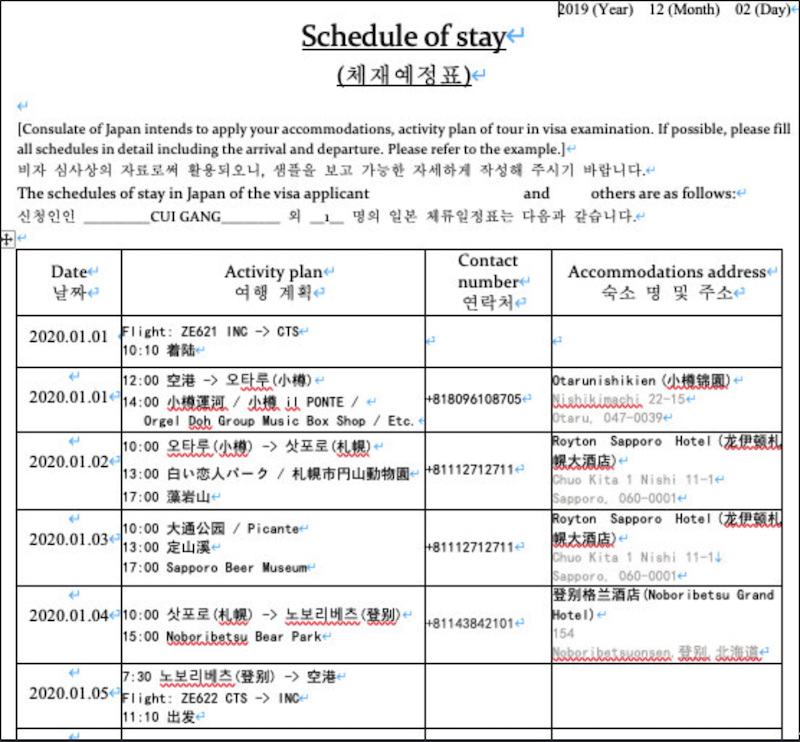 2019 (Year) 12 (Month) 02 (Day)
Schedule of stay
(체재예정표)
[Consulate of Japan intends to apply your accommodations, activity plan of tour in visa examination. If possible, please fill
all schedules in detail including the arrival and departure. Please refer to the example.]
비자 심사상의 자료로써 활용되오니, 샘플을 보고 가능한 자세하게 작성해 주시기 바랍니다.
The schedules of stay in Japan of the visa applicant and others are as follows:
신청인인 __________CUI GANG_________ 외 __1__ 명의 일본 체류일정표는 다음과 같습니다.
Date
날짜
Activity plan
여행 계획
Contact
number
연락처
Accommodations address
숙소 명 및 주소
2020.01.01
Flight: ZE621 INC -> CTS
10:10 着陆
2020.01.01
12:00 空港 -> 오타루(小樽)
14:00 小樽運河 / 小樽 il PONTE /
Orgel Doh Group Music Box Shop / Etc.
+818096108705
Otarunishikien (小樽锦園)
Nishikimachi 22-15
Otaru, 047-0039
2020.01.02
10:00 오타루(小樽) -> 삿포로(札幌)
13:00 白い恋人パーク / 札幌市円山動物園
17:00 藻岩山
+81112712711
Royton Sapporo Hotel (龙伊顿札
幌大酒店)
Chuo Kita 1 Nishi 11-1
Sapporo, 060-0001
2020.01.03
10:00 大通公园 / Picante
13:00 定山溪
17:00 Sapporo Beer Museum
+81112712711
Royton Sapporo Hotel (龙伊顿札
幌大酒店)
Chuo Kita 1 Nishi 11-1
Sapporo, 060-0001
2020.01.04
10:00 삿포로(札幌) -> 노보리베츠(登别)
15:00 Noboribetsu Bear Park
+81143842101
登别格兰酒店(Noboribetsu Grand
Hotel)
154
Noboribetsuonsen, 登别, 北海道
2020.01.05
7:30 노보리베츠(登别) -> 空港
Flight: ZE622 CTS -> INC
11:10 出发